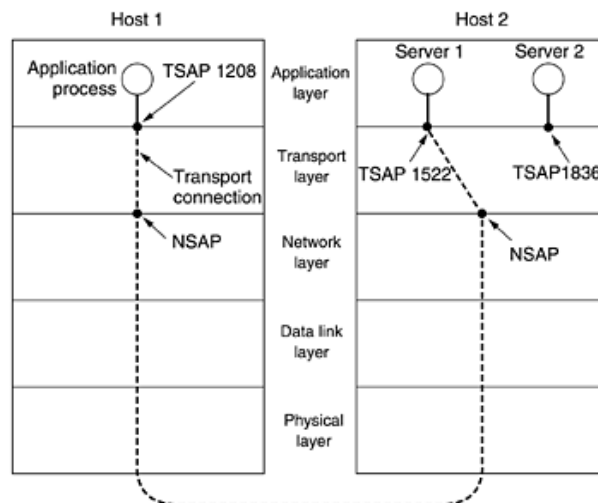 Host 1
Host 2
Application
process
TSAP 1208
Application
layer
Server 1
Server 2
Transport
connection
Transport
layer
TSAP 1522
TSAP1836
NSAP
Network
layer
NSAP
Data link
layer
Physical
layer